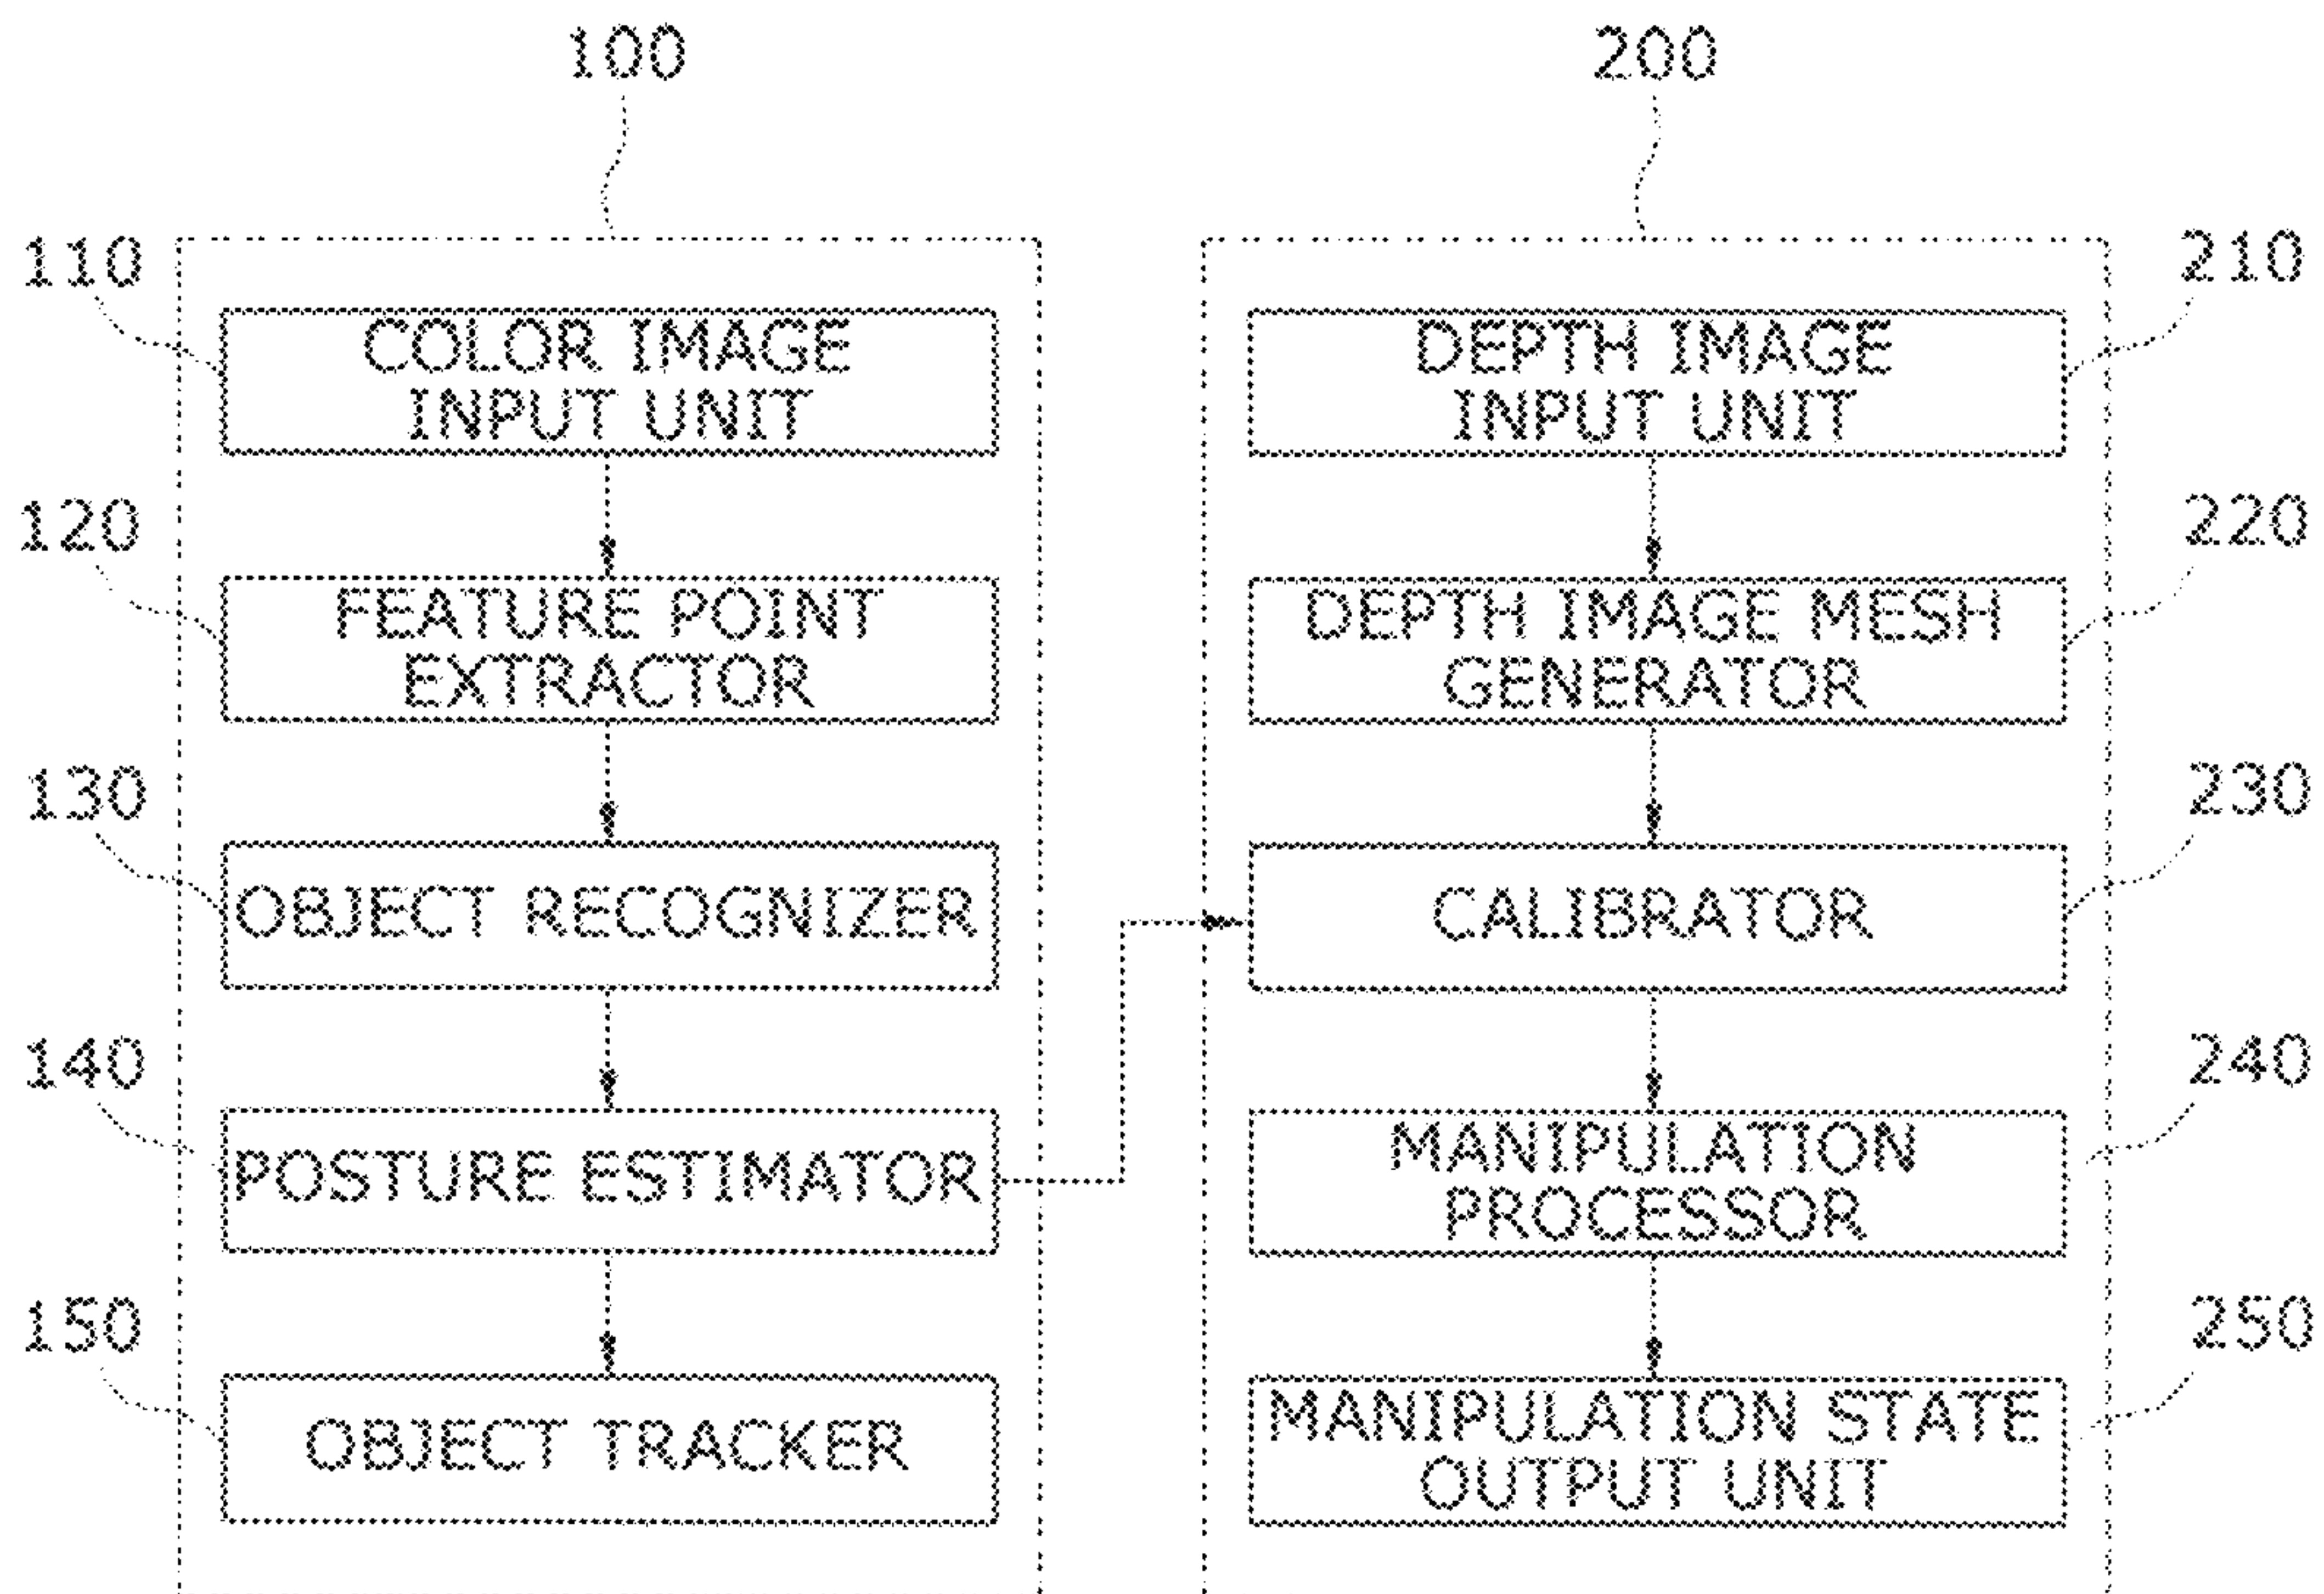 100
200
110
COLOR IMAGE
INPUT UNIT
DEPTH IMAGE
INPUT UNIT
210
120
FEATURE POINT
EXTRACTOR
DEPTH IMAGE MESH
GENERATOR
220
130
OBJECT RECOGNIZER
CALIBRATOR
230
140
POSTURE ESTIMATOR
MANIPULATION
PROCESSOR
240
150
OBJECT TRACKER
MANIPULATION STATE
OUTPUT UNIT
250